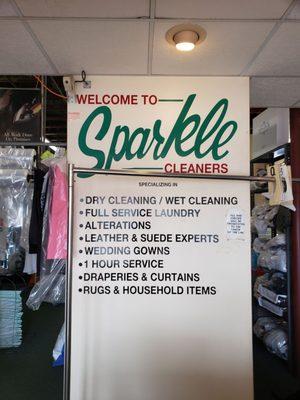 WELCOME TO
Sparkle
CLEANERS
SPECIALIZING IN
• DRY CLEANING / WET CLEANING
• FULL SERVICE LAUNDRY
• ALTERATIONS
• LEATHER & SUEDE EXPERTS
• WEDDING GOWNS
• 1 HOUR SERVICE
• DRAPERIES & CURTAINS
• RUGS & HOUSEHOLD ITEMS